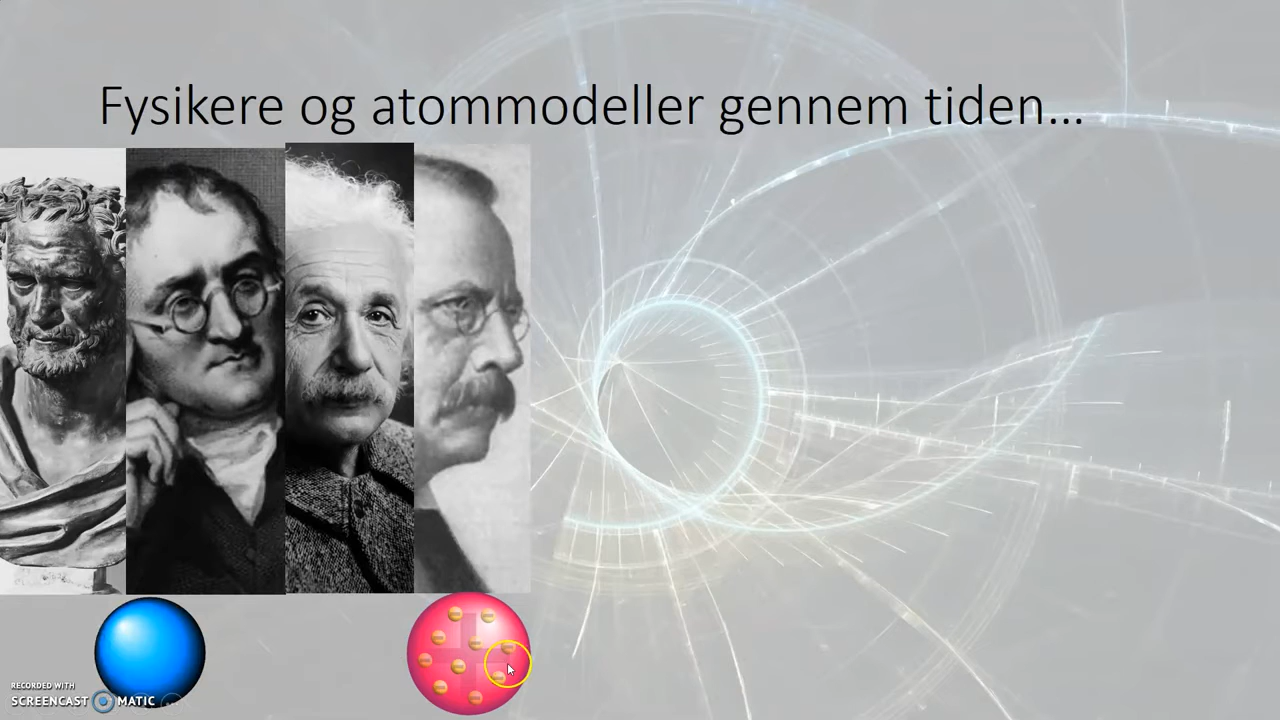 Fysikere og atommodeller gennem tiden...
RECORDED WITH
SCREENCAST MATIC